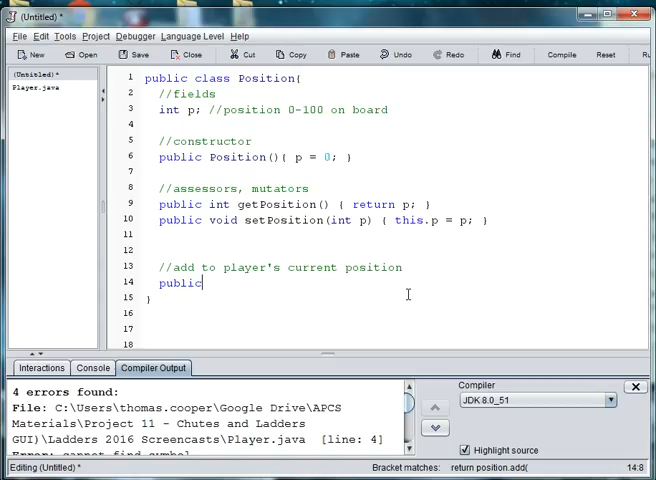 (Untitled) *
File Edit Tools Project Debugger Language Level Help
New Open Save Close Cut Copy Paste Undo Redo Find Compile Reset Ru
(Untitled) *
Player.java
1 public class Position{
2 //fields
3 int p; //position 0-100 on board
4
5 //constructor
6 public Position(){ p = 0; }
7
8 //assessors, mutators
9 public int getPosition() { return p; }
10 public void setPosition(int p) { this.p = p; }
11
12
13 //add to player's current position
14 public
15 }
16
17
18
Interactions Console Compiler Output
4 errors found:
File: C:\Users\thomas.cooper\Google Drive\APCS
Materials\Project 11 - Chutes and Ladders
GUI)\Ladders 2016 Screencasts\Player.java [line: 4]
Error: cannot find symbol
Compiler
JDK 8.0_51
Highlight source
Editing (Untitled) * Bracket matches: return position.add( 14:8